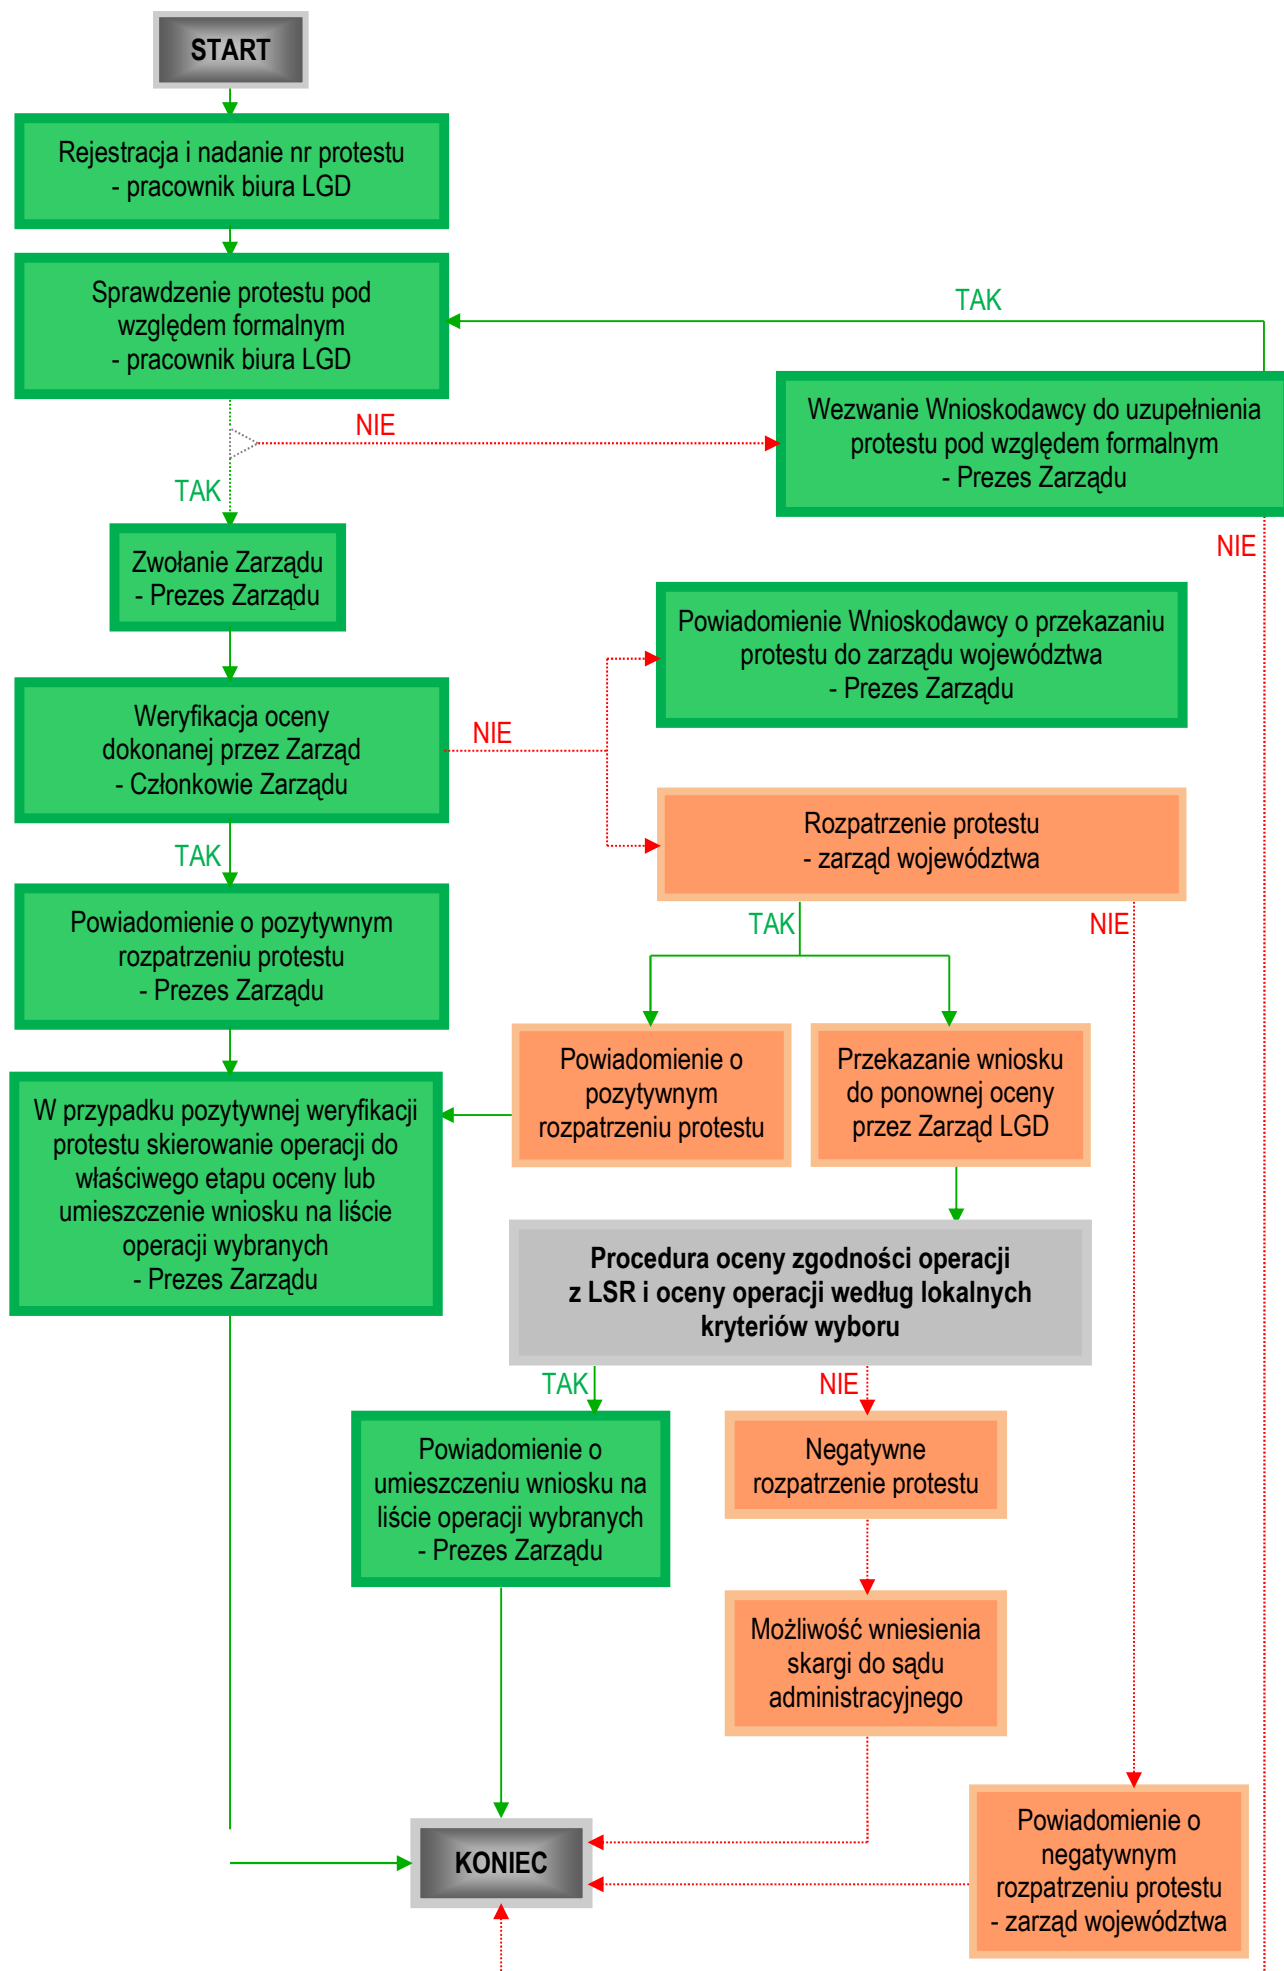 START
Rejestracja i nadanie nr protestu
- pracownik biura LGD
Sprawdzenie protestu pod
względem formalnym
- pracownik biura LGD
TAK
Wezwanie Wnioskodawcy do uzupełnienia
protestu pod względem formalnym
- Prezes Zarządu
NIE
TAK
NIE
Zwołanie Zarządu
- Prezes Zarządu
Powiadomienie Wnioskodawcy o przekazaniu
protestu do zarządu województwa
- Prezes Zarządu
Weryfikacja oceny
dokonanej przez Zarząd
- Członkowie Zarządu
NIE
Rozpatrzenie protestu
- zarząd województwa
TAK
TAK
NIE
Powiadomienie o pozytywnym
rozpatrzeniu protestu
- Prezes Zarządu
Powiadomienie o
pozytywnym
rozpatrzeniu protestu
Przekazanie wniosku
do ponownej oceny
przez Zarząd LGD
W przypadku pozytywnej weryfikacji
protestu skierowanie operacji do
właściwego etapu oceny lub
umieszczenie wniosku na liście
operacji wybranych
- Prezes Zarządu
Procedura oceny zgodności operacji
z LSR i oceny operacji według lokalnych
kryteriów wyboru
TAK
NIE
Powiadomienie o
umieszczeniu wniosku na
liście operacji wybranych
- Prezes Zarządu
Negatywne
rozpatrzenie protestu
Możliwość wniesienia
skargi do sądu
administracyjnego
Powiadomienie o
negatywnym
rozpatrzeniu protestu
- zarząd województwa
KONIEC